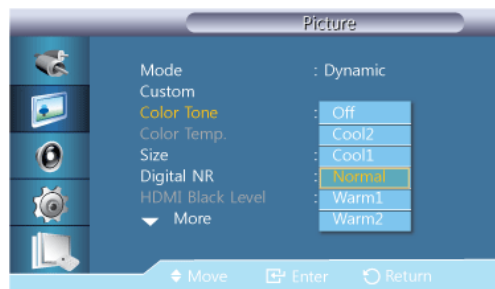 Picture
Mode : Dynamic
Custom
Color Tone : Off
Color Temp. Cool2
Size : Cool1
Digital NR : Normal
HDMI Black Level : Warm1
More Warm2
Move Enter Return